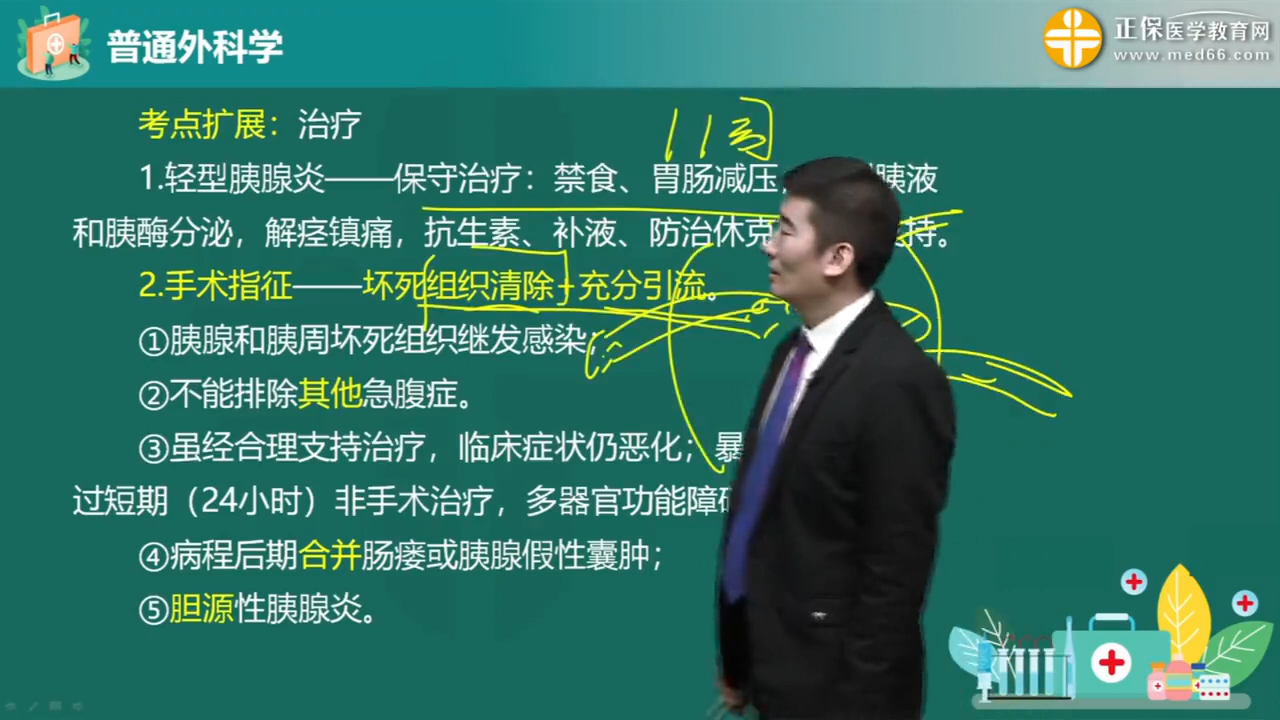 普通外科学
正保医学教育网
www.med66.com
考点扩展：治疗
1.轻型胰腺炎——保守治疗：禁食、胃肠减压，胰液
和胰酶分泌，解痉镇痛，抗生素、补液、防治休克持。
2.手术指征——坏死组织清除+充分引流。
①胰腺和胰周坏死组织继发感染；
②不能排除其他急腹症。
③虽经合理支持治疗，临床症状仍恶化；暴
过短期（24小时）非手术治疗，多器官功能障碍
④病程后期合并肠瘘或胰腺假性囊肿；
⑤胆源性胰腺炎。